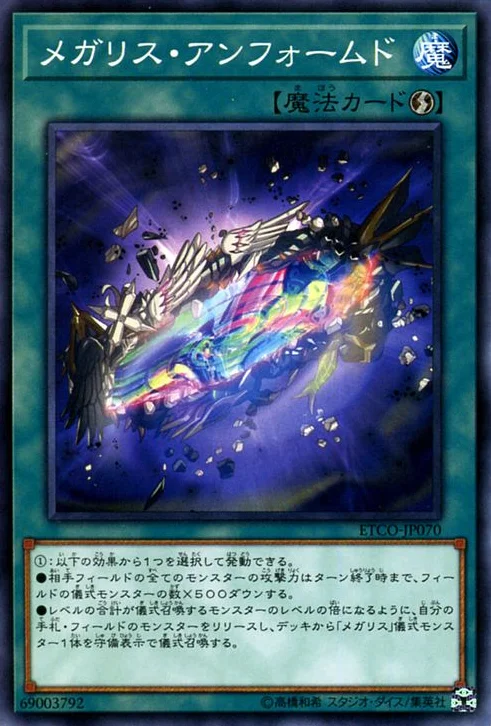 メガリス・アンフォームド
魔
【魔法カード】
ETCO-JP070
①:以下の効果から1つを選択して発動できる。
●相手フィールドの全てのモンスターの攻撃力はターン終了時まで、フィー
ルドの儀式モンスターの数×500ダウンする。
●レベルの合計が儀式召喚するモンスターのレベルの倍になるように、自分の
手札・フィールドのモンスターをリリースし、デッキから「メガリス」儀式モンス
ター1体を守備表示で儀式召喚する。
69003792
©高橋和希 スタジオ・ダイス/集英社